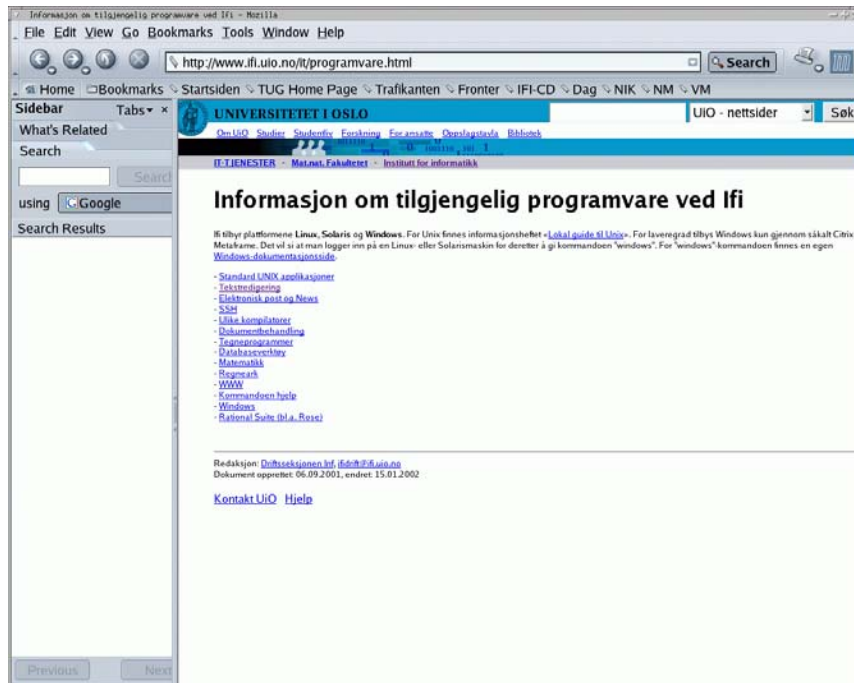 Informasjon om tilgjengelig programvare ved Ifi - Mozilla
File Edit View Go Bookmarks Tools Window Help
http://www.ifi.uio.no/it/programvare.html
Search
Home Bookmarks Startsiden TUG Home Page Trafikanten Fronter IFI-CD Dag NIK NM VM
Sidebar Tabs ×
What's Related
Search
Search
using Google
Search Results
Previous Next
UNIVERSITETET I OSLO
UiO - nettsider
Søk
Om UiO Studier Studentliv Forskning For ansatte Oppslagstavla Bibliotek
IT-TJENESTER - Mat.nat. Fakultetet - Institutt for informatikk
Informasjon om tilgjengelig programvare ved Ifi
Ifi tilbyr plattformene Linux, Solaris og Windows. For Unix finnes informasjonsheftet «Lokal guide til Unix». For laveregrad tilbys Windows kun gjennom såkalt Citrix
Metaframe. Det vil si at man logger inn på en Linux- eller Solarismaskin for deretter å gi kommandoen "windows". For "windows"-kommandoen finnes en egen
Windows-dokumentasjonsside.
- Standard UNIX applikasjoner
- Tekstredigering
- Elektronisk post og News
- SSH
- Ulike kompilatorer
- Dokumentbehandling
- Tegneprogrammer
- Databaseverktøy
- Matematikk
- Regneark
- WWW
- Kommandoen hjelp
- Windows
- Rational Suite (bl.a. Rose)
Redaksjon: Driftsseksjonen Inf, ifidrift@ifi.uio.no
Dokument opprettet: 06.09.2001, endret: 15.01.2002
Kontakt UiO Hjelp